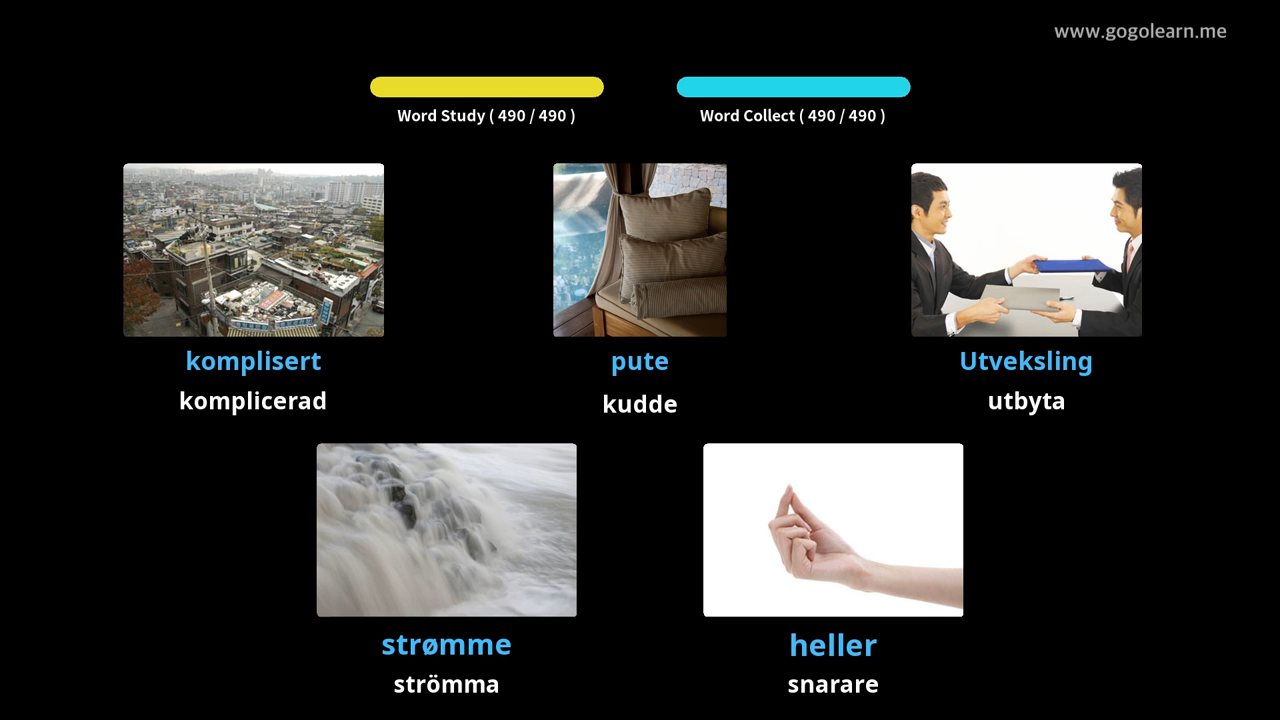 www.gogolearn.me
Word Study ( 490 / 490 )
Word Collect ( 490 / 490 )
komplisert
komplicerad
pute
kudde
Utveksling
utbyta
strømme
strömma
heller
snarare